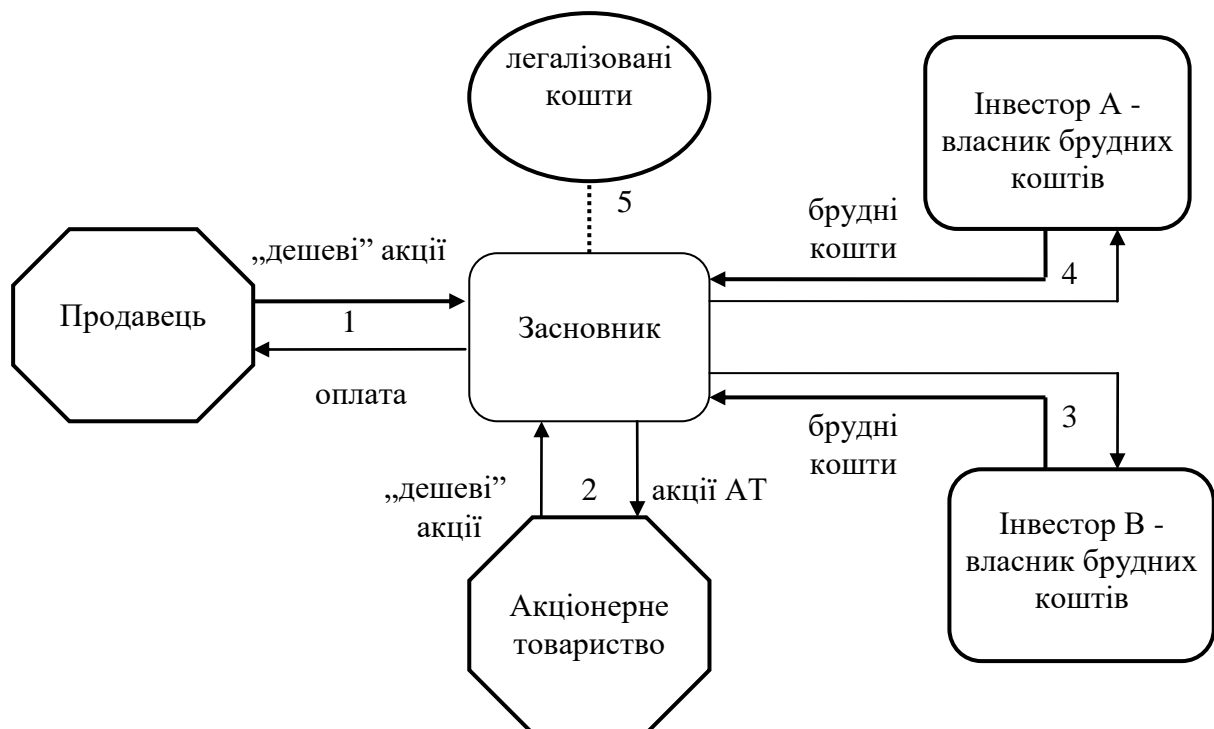 легалізовані
кошти
Інвестор А -
власник брудних
коштів
5
брудні
кошти
4
„дешеві” акції
Продавець
1
Засновник
оплата
брудні
кошти
3
„дешеві”
акції
2
акції АТ
Інвестор В -
власник брудних
коштів
Акціонерне
товариство